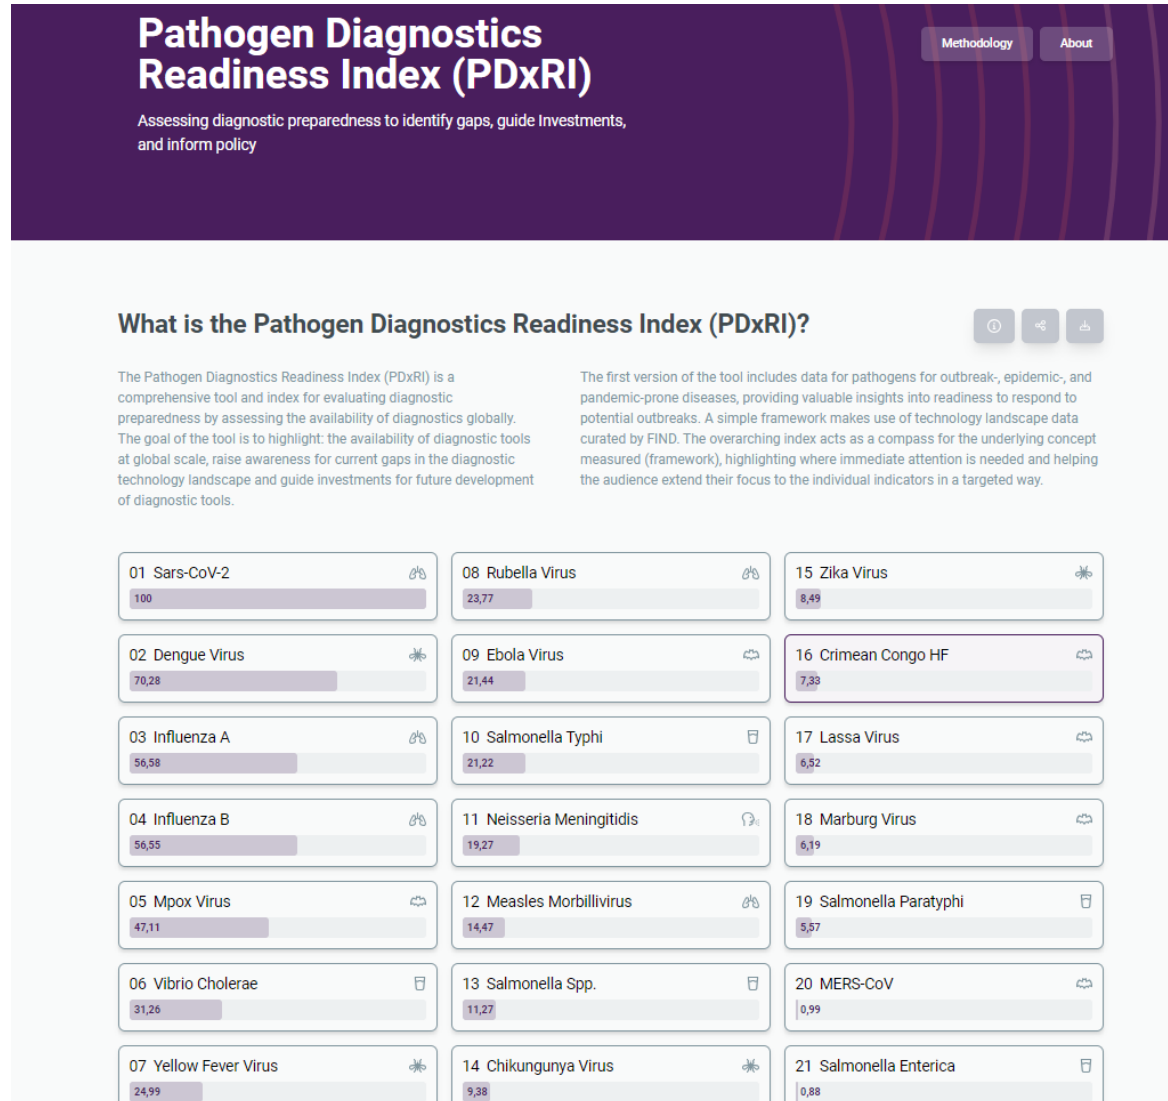 Pathogen Diagnostics
Readiness Index (PDxRI)
Methodology
About
Assessing diagnostic preparedness to identify gaps, guide Investments,
and inform policy
What is the Pathogen Diagnostics Readiness Index (PDxRI)?
The Pathogen Diagnostics Readiness Index (PDxRI) is a
comprehensive tool and index for evaluating diagnostic
preparedness by assessing the availability of diagnostics globally.
The goal of the tool is to highlight: the availability of diagnostic tools
at global scale, raise awareness for current gaps in the diagnostic
technology landscape and guide investments for future development
of diagnostic tools.
The first version of the tool includes data for pathogens for outbreak-, epidemic-, and
pandemic-prone diseases, providing valuable insights into readiness to respond to
potential outbreaks. A simple framework makes use of technology landscape data
curated by FIND. The overarching index acts as a compass for the underlying concept
measured (framework), highlighting where immediate attention is needed and helping
the audience extend their focus to the individual indicators in a targeted way.
01 Sars-CoV-2
100
02 Dengue Virus
70,28
03 Influenza A
56,58
04 Influenza B
56,55
05 Mpox Virus
47,11
06 Vibrio Cholerae
31,26
07 Yellow Fever Virus
24,99
08 Rubella Virus
23,77
09 Ebola Virus
21,44
10 Salmonella Typhi
21,22
11 Neisseria Meningitidis
19,27
12 Measles Morbillivirus
14,47
13 Salmonella Spp.
11,27
14 Chikungunya Virus
9,38
15 Zika Virus
8,49
16 Crimean Congo HF
7,33
17 Lassa Virus
6,52
18 Marburg Virus
6,19
19 Salmonella Paratyphi
5,57
20 MERS-CoV
0,99
21 Salmonella Enterica
0,88